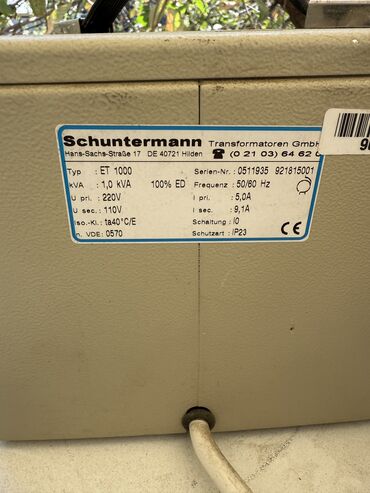 Schuntermann Transformatoren GmbH
Hans-Sachs-Straße 17 DE 40721 Hilden ☎ (0 21 03) 64 62 0
Typ : ET 1000 Serien-Nr. : 0511935 921815001
kVA : 1,0 kVA 100% ED Frequenz : 50/60 Hz
U pri. : 220V I pri. : 5,0A
U sec. : 110V I sec. : 9,1A
Iso.-Kl.: ta40°C/E Schaltung : I0
n. VDE: 0570 Schutzart : IP23
CE